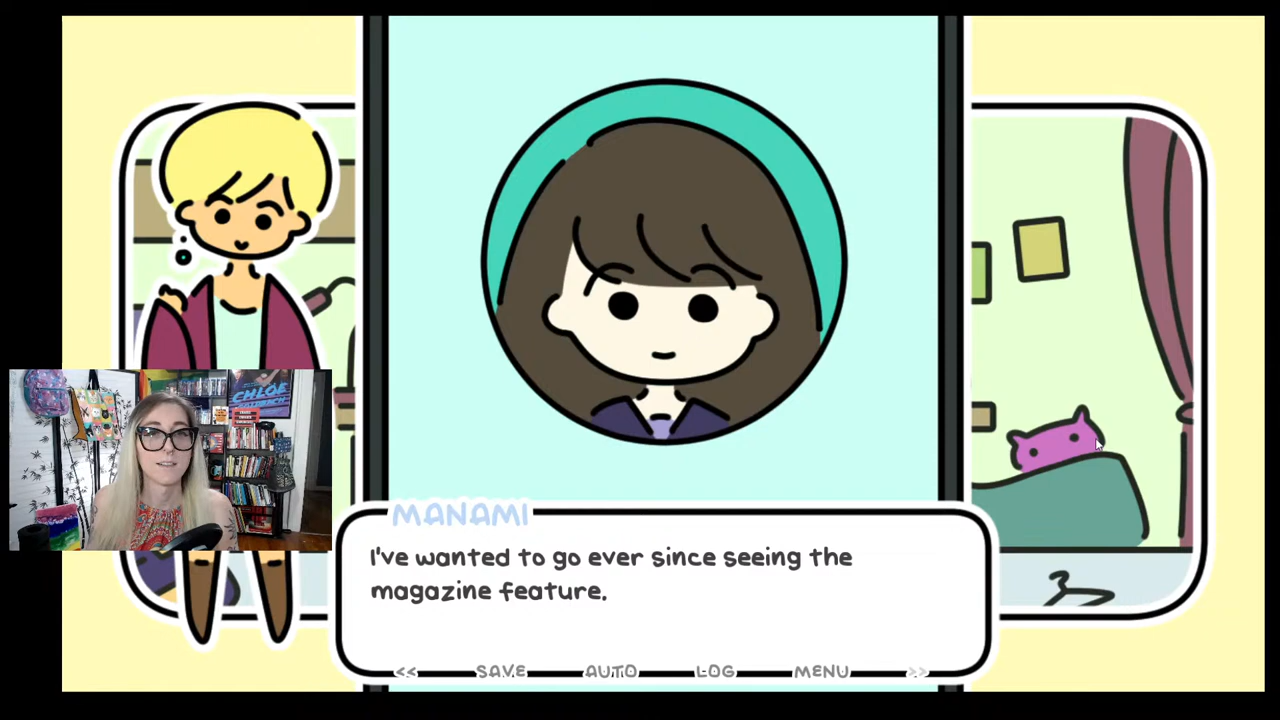 CHLOE
MANAMI
I've wanted to go ever since seeing the
magazine feature.
<< SAVE AUTO LOG MENU >>